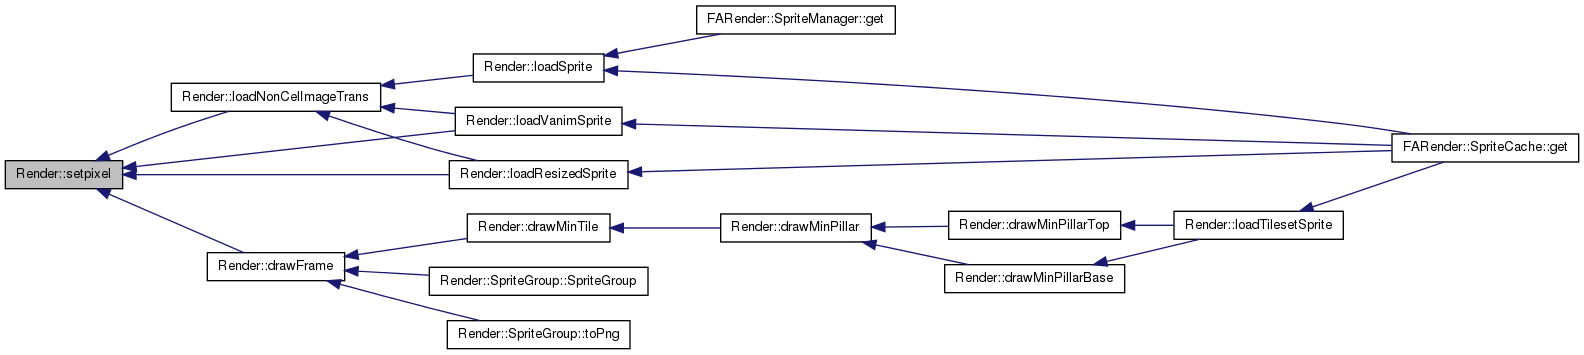 FARender::SpriteManager::get
Render::loadSprite
Render::loadNonCelImageTrans
Render::loadVanimSprite
FARender::SpriteCache::get
Render::setpixel
Render::loadResizedSprite
Render::drawMinTile
Render::drawMinPillar
Render::drawMinPillarTop
Render::loadTilesetSprite
Render::drawFrame
Render::SpriteGroup::SpriteGroup
Render::drawMinPillarBase
Render::SpriteGroup::toPng